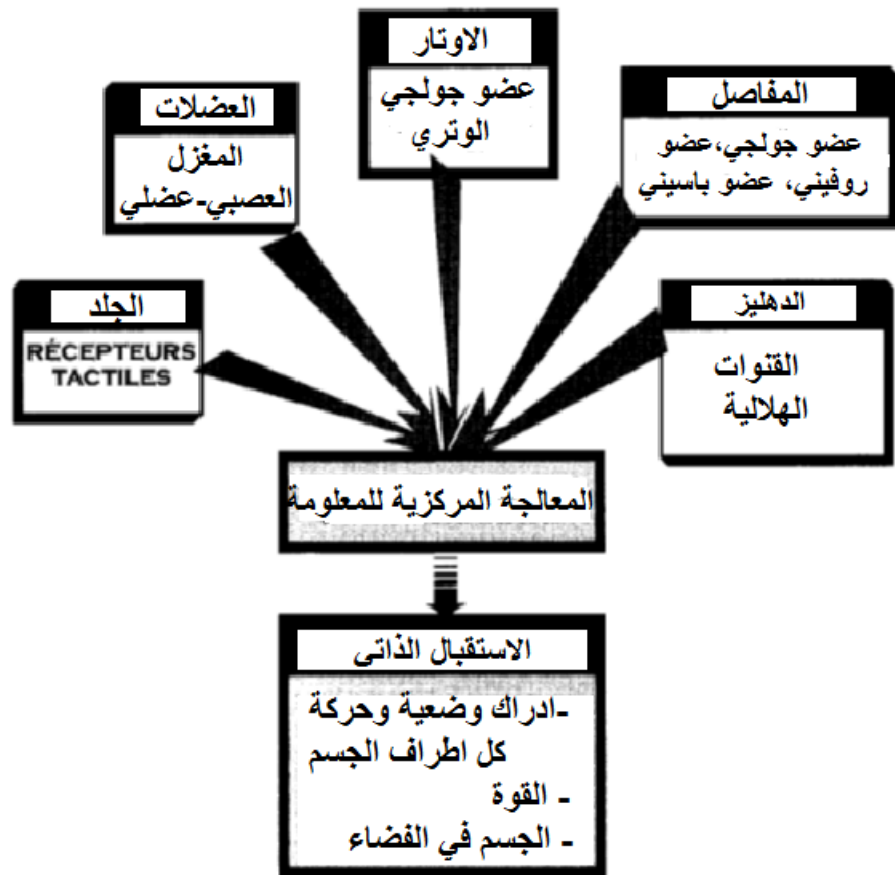 الاوتار
عضو جولجي
الوتري
العضلات
المغزل
العصبي-عضلي
المفاصل
عضو جولجي،عضو
روفيني، عضو باسيني
الجلد
RÉCEPTEURS
TACTILES
الدهليز
القنوات
الهلالية
المعالجة المركزية للمعلومة
الاستقبال الذاتي
-ادراك وضعية وحركة
كل اطراف الجسم
- القوة
- الجسم في الفضاء